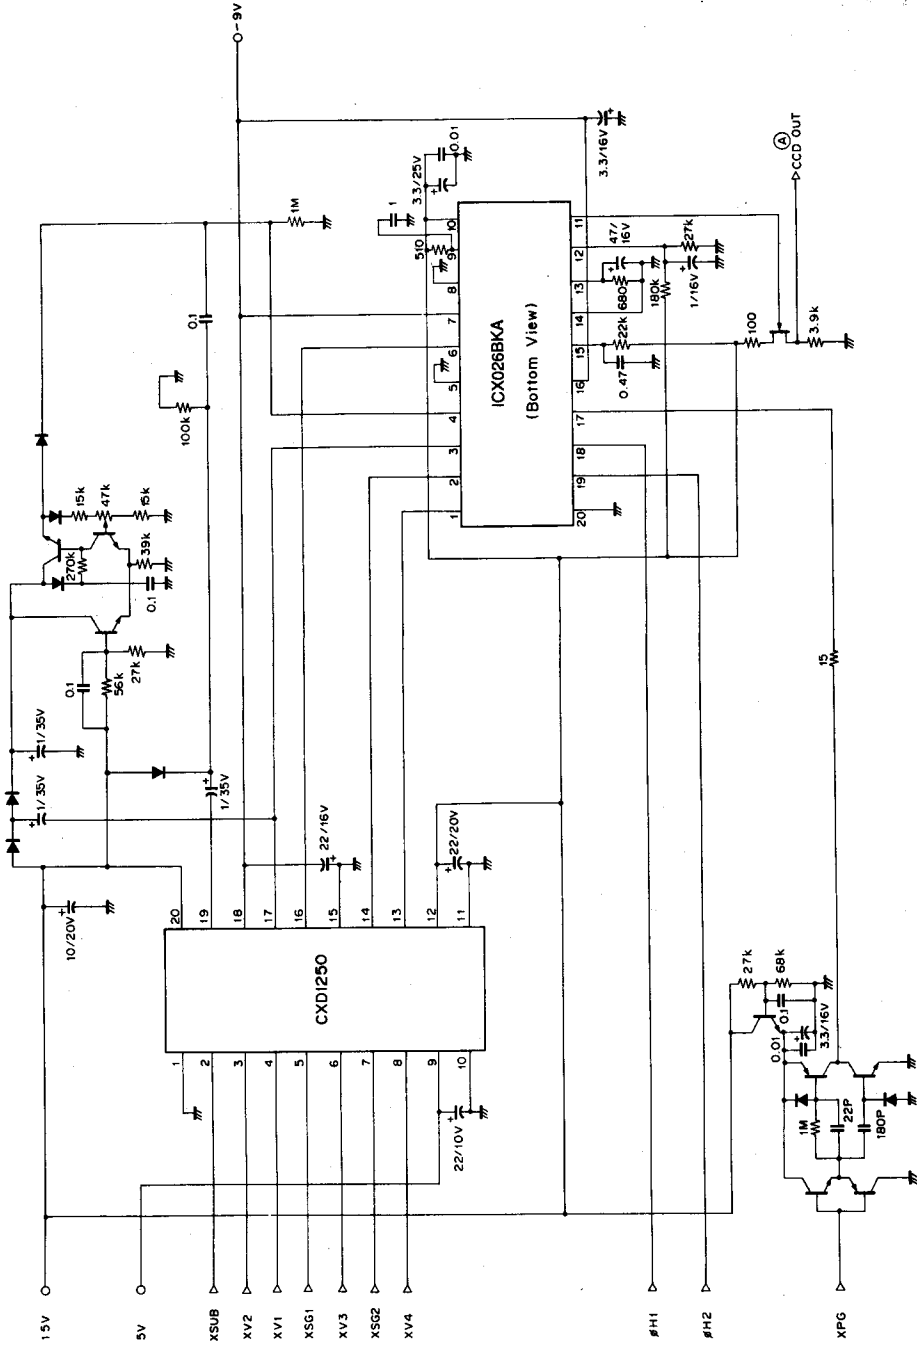 -9V
0.1
1M
1
510
3.3/25V
0.01
3.3/16V
100k
15k
47k
15k
39k
270k
0.1
0.1
56k
27k
1/35V
1/35V
1/35V
10/20V
22/16V
22/20V
22/10V
ICX026BKA
(Bottom View)
1
2
3
4
5
6
7
8
9
10
20
19
18
17
16
15
14
13
12
11
47/
16V
680
180k
1/16V
27k
22k
0.47
100
3.9k
A
CCD OUT
15
CXD1250
20
19
18
17
16
15
14
13
12
11
1
2
3
4
5
6
7
8
9
10
27k
68k
0.1
0.01
3.3/16V
1M
22P
180P
15V
5V
XSUB
XV2
XV1
XSG1
XV3
XSG2
XV4
øH1
øH2
XPG